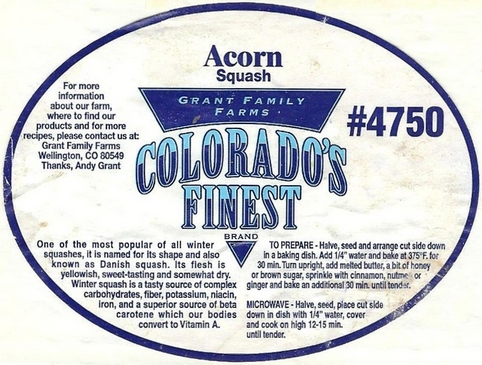 Acorn
Squash
GRANT FAMILY
FARMS
#4750
COLORADO'S
FINEST
BRAND
For more
information
about our farm,
where to find our
products and for more
recipes, please contact us at:
Grant Family Farms
Wellington, CO 80549
Thanks, Andy Grant
One of the most popular of all winter
squashes, it is named for its shape and also
known as Danish squash. Its flesh is
yellowish, sweet-tasting and somewhat dry.
Winter squash is a tasty source of complex
carbohydrates, fiber, potassium, niacin,
iron, and a superior source of beta
carotene which our bodies
convert to Vitamin A.
TO PREPARE - Halve, seed and arrange cut side down
in a baking dish. Add 1/4" water and bake at 375°F. for
30 min. Turn upright, add melted butter, a bit of honey
or brown sugar, sprinkle with cinnamon, nutmeg or
ginger and bake an additional 30 min. until tender.
MICROWAVE - Halve, seed, place cut side
down in dish with 1/4" water, cover
and cook on high 12-15 min.
until tender.